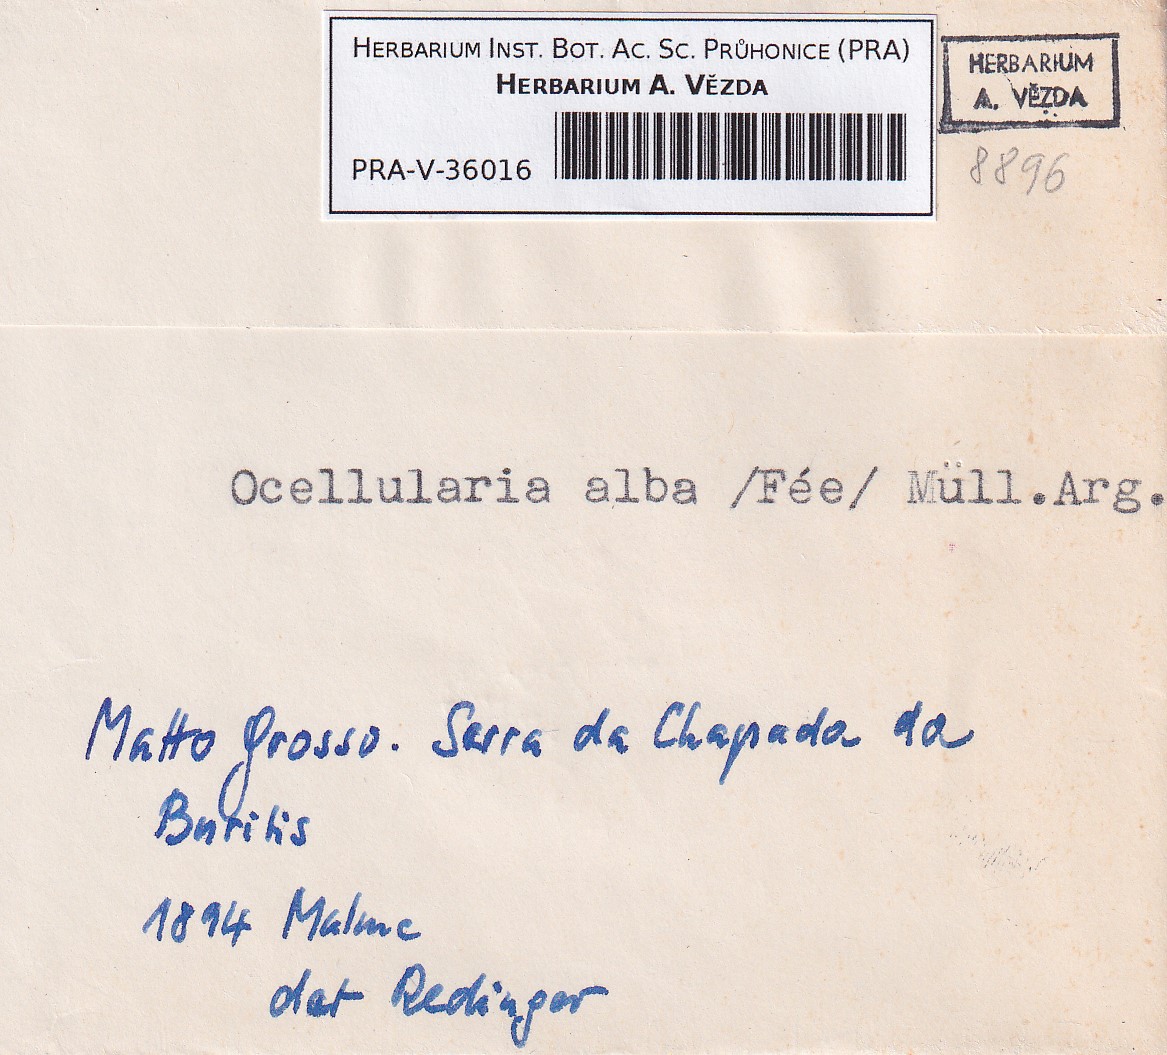 HERBARIUM INST. BOT. AC. SC. PRŮHONICE (PRA)
HERBARIUM A. VĚZDA
PRA-V-36016
HERBARIUM
A. VĚZDA
8896
Ocellularia alba /Fée/ Müll.Arg.
Matto Grosso. Serra da Chapada da
Buritis
1894 Malme
det Redinger